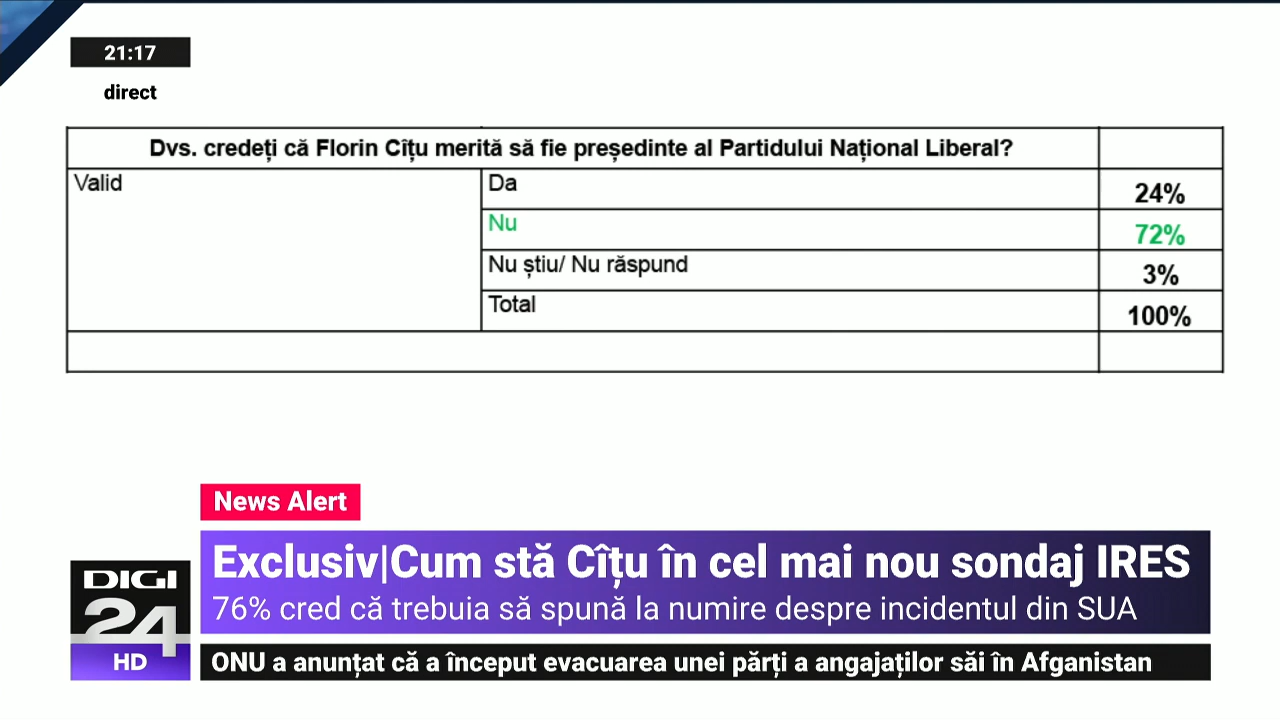 21:17
direct
Dvs. credeți că Florin Cîțu merită să fie președinte al Partidului Național Liberal?
Valid
Da
24%
Nu
72%
Nu știu/ Nu răspund
3%
Total
100%
News Alert
Exclusiv|Cum stă Cîțu în cel mai nou sondaj IRES
76% cred că trebuia să spună la numire despre incidentul din SUA
DIGI
24
HD
ONU a anunțat că a început evacuarea unei părți a angajaților săi în Afganistan